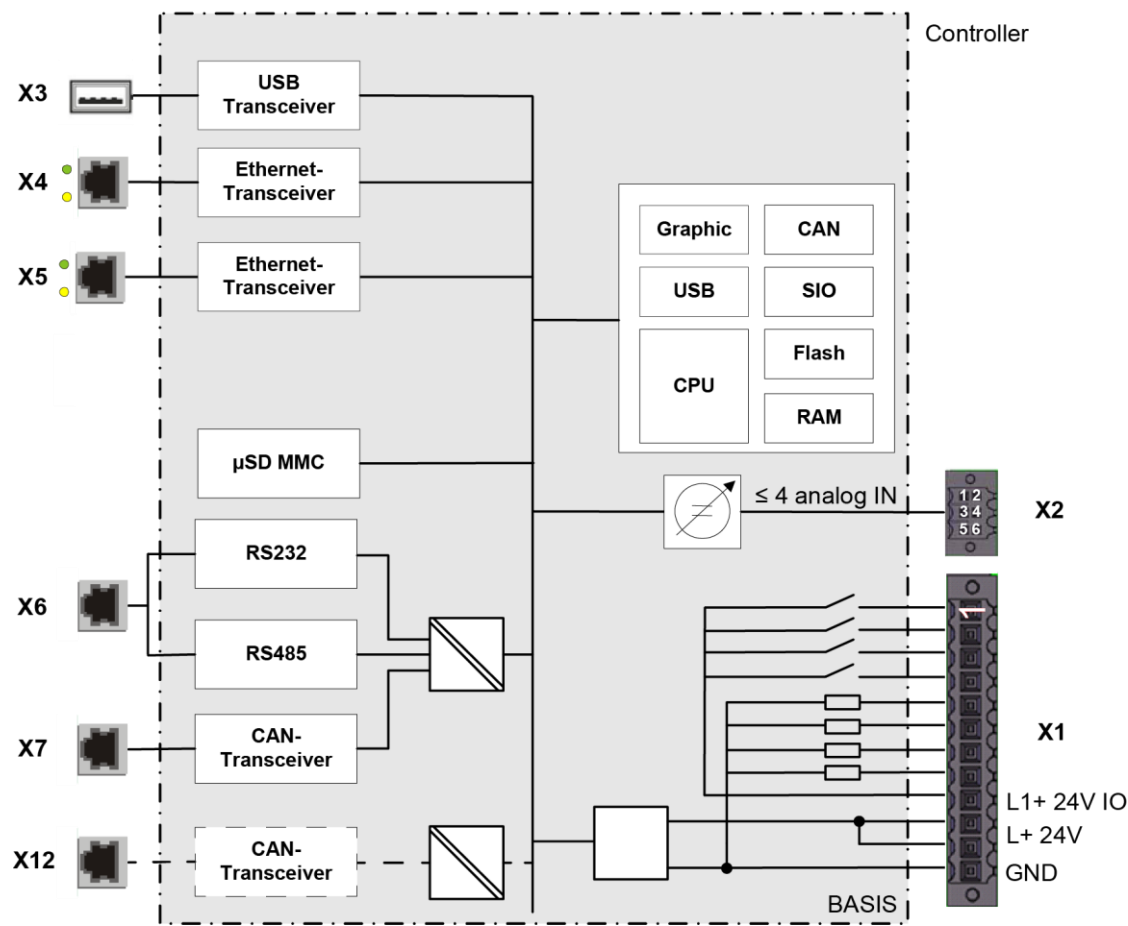 Controller
X3
USB
Transceiver
X4
Ethernet-
Transceiver
X5
Ethernet-
Transceiver
Graphic
CAN
USB
SIO
CPU
Flash
RAM
µSD MMC
≤ 4 analog IN
1 2
3 4
5 6
X2
X6
RS232
RS485
1
X1
X7
CAN-
Transceiver
L1+ 24V IO
L+ 24V
GND
X12
CAN-
Transceiver
BASIS